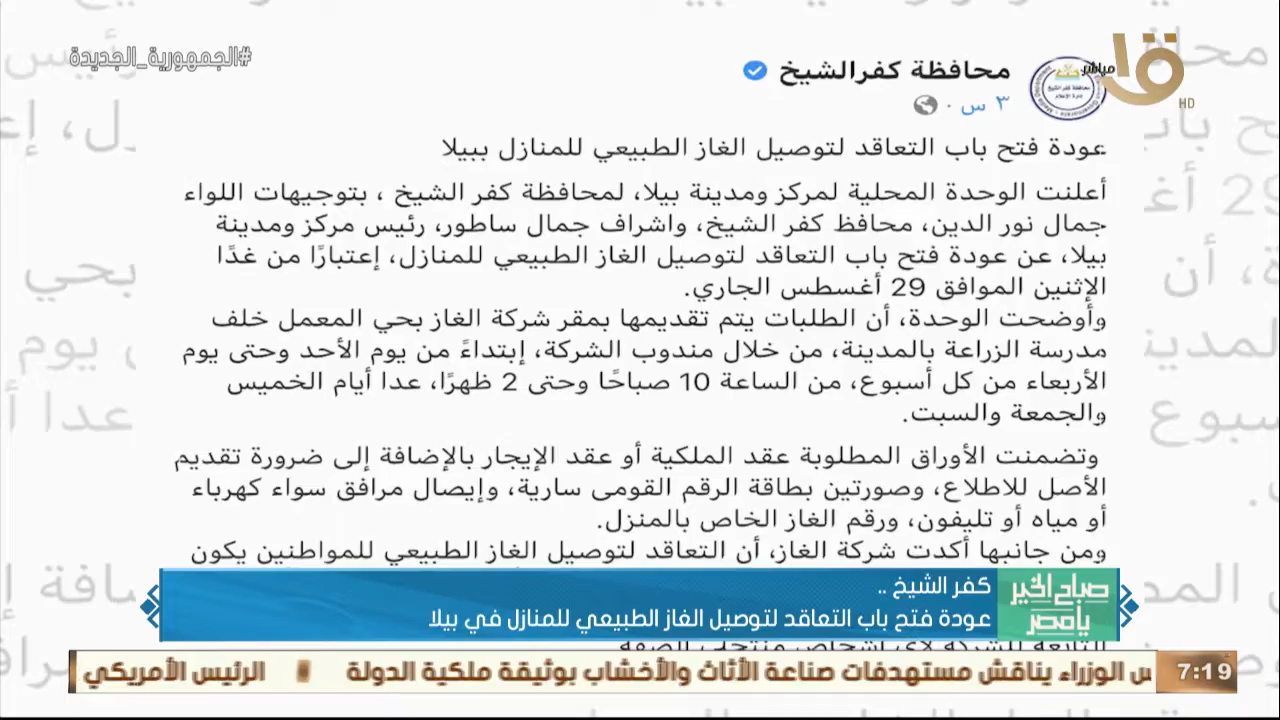 #الجمهورية_الجديدة
مباشر
HD
محافظة كفرالشيخ
٣ س ·
عودة فتح باب التعاقد لتوصيل الغاز الطبيعي للمنازل ببيلا
أعلنت الوحدة المحلية لمركز ومدينة بيلا، لمحافظة كفر الشيخ ، بتوجيهات اللواء
جمال نور الدين، محافظ كفر الشيخ، واشراف جمال ساطور، رئيس مركز ومدينة
بيلا، عن عودة فتح باب التعاقد لتوصيل الغاز الطبيعي للمنازل، إعتبارًا من غدًا
الإثنين الموافق 29 أغسطس الجاري.
وأوضحت الوحدة، أن الطلبات يتم تقديمها بمقر شركة الغاز بحي المعمل خلف
مدرسة الزراعة بالمدينة، من خلال مندوب الشركة، إبتداءً من يوم الأحد وحتى يوم
الأربعاء من كل أسبوع، من الساعة 10 صباحًا وحتى 2 ظهرًا، عدا أيام الخميس
والجمعة والسبت.
وتضمنت الأوراق المطلوبة عقد الملكية أو عقد الإيجار بالإضافة إلى ضرورة تقديم
الأصل للاطلاع، وصورتين بطاقة الرقم القومى سارية، وإيصال مرافق سواء كهرباء
أو مياه أو تليفون، ورقم الغاز الخاص بالمنزل.
ومن جانبها أكدت شركة الغاز، أن التعاقد لتوصيل الغاز الطبيعي للمواطنين يكون
صباح الخير
يا مصر
كفر الشيخ ..
عودة فتح باب التعاقد لتوصيل الغاز الطبيعي للمنازل في بيلا
7:19
س الوزراء يناقش مستهدفات صناعة الأثاث والأخشاب بوثيقة ملكية الدولة
الرئيس الأمريكي